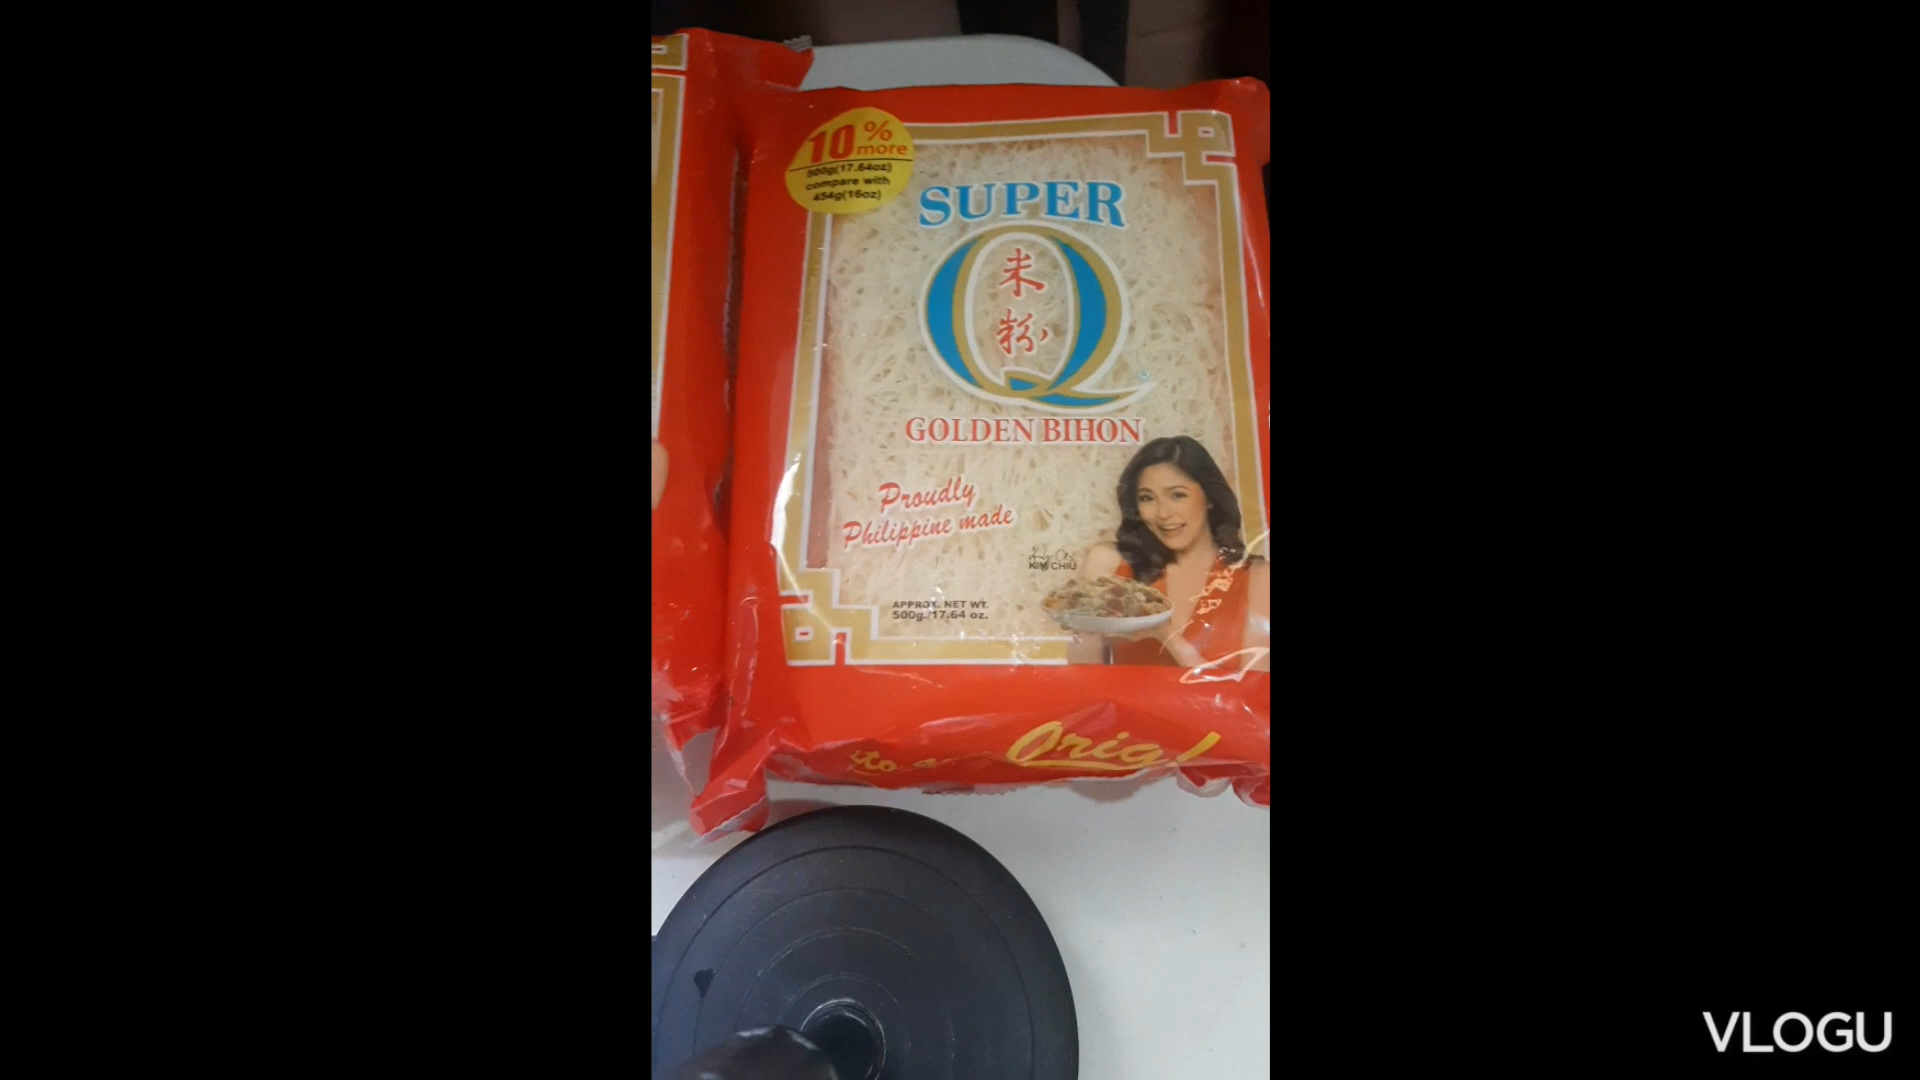 10%
more
500g(17.64oz)
compare with
454g(16oz)
SUPER
Q
米
粉
®
GOLDEN BIHON
Proudly
Philippine made
KIM CHIU
APPROX. NET WT.
500g./17.64 oz.
ito
VLOGU